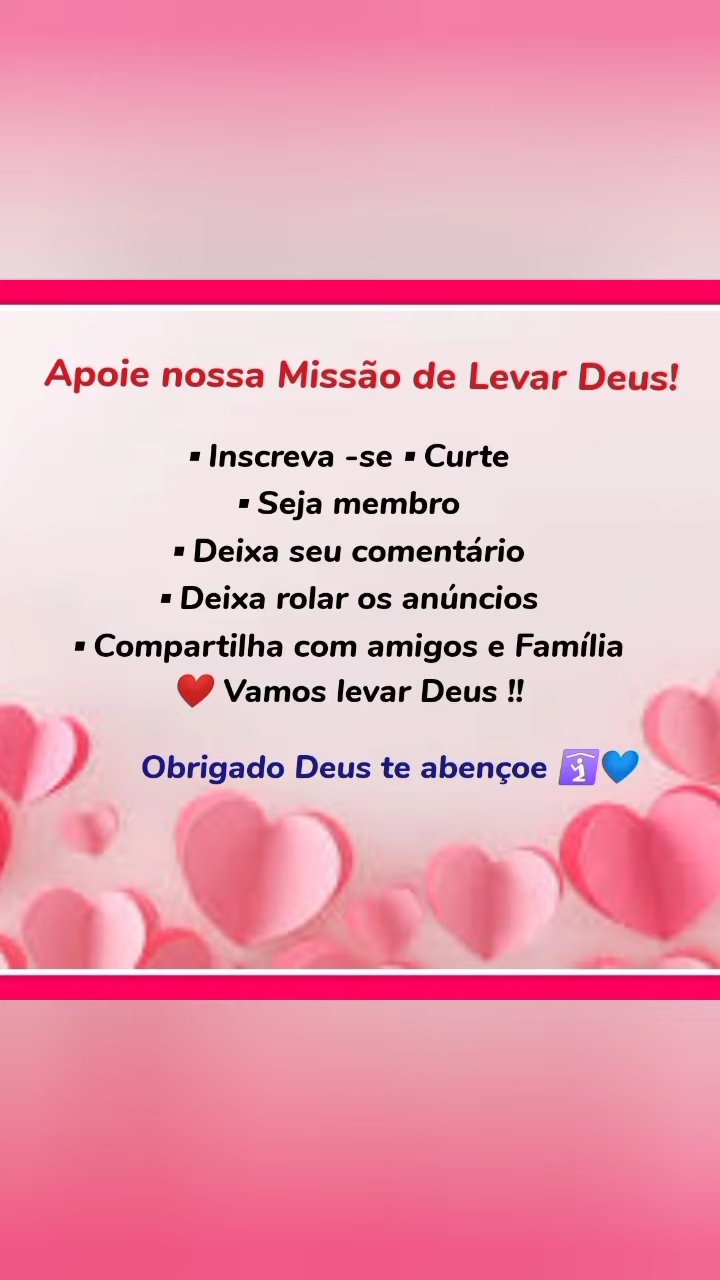 Apoie nossa Missão de Levar Deus!
▪ Inscreva -se ▪ Curte
▪ Seja membro
▪ Deixa seu comentário
▪ Deixa rolar os anúncios
▪ Compartilha com amigos e Família
❤️ Vamos levar Deus !!
Obrigado Deus te abençoe 🛐💙